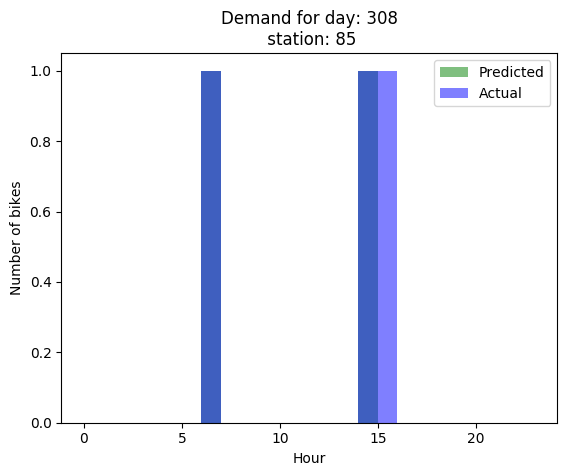 Demand for day: 308
station: 85
Predicted
Actual
1.0
0.8
0.6
0.4
0.2
0.0
Number of bikes
0 5 10 15 20
Hour